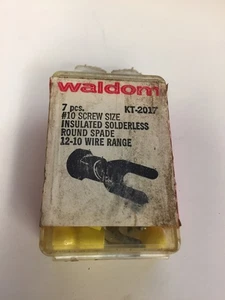 waldom
7 pcs. KT-2017
#10 SCREW SIZE
INSULATED SOLDERLESS
ROUND SPADE
12-10 WIRE RANGE